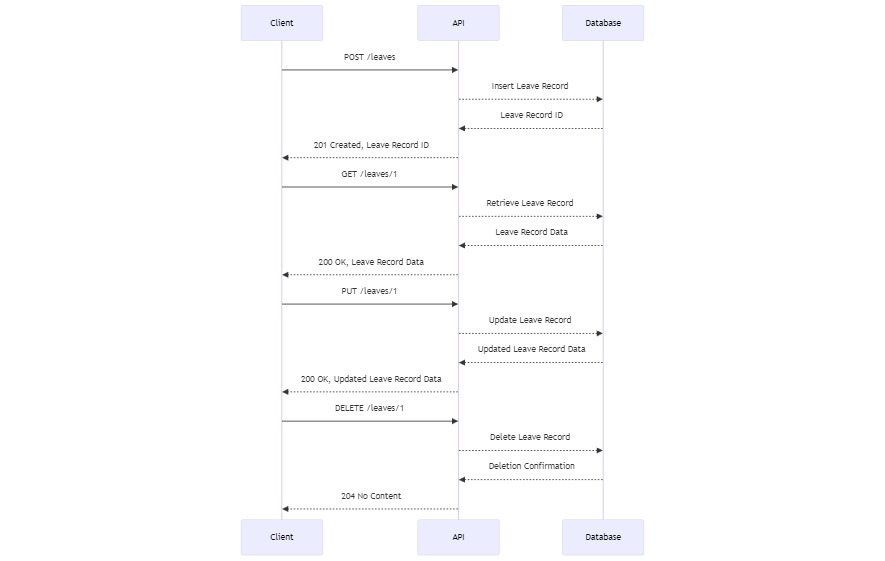 Client
API
Database
POST /leaves
Insert Leave Record
Leave Record ID
201 Created, Leave Record ID
GET /leaves/1
Retrieve Leave Record
Leave Record Data
200 OK, Leave Record Data
PUT /leaves/1
Update Leave Record
Updated Leave Record Data
200 OK, Updated Leave Record Data
DELETE /leaves/1
Delete Leave Record
Deletion Confirmation
204 No Content
Client
API
Database